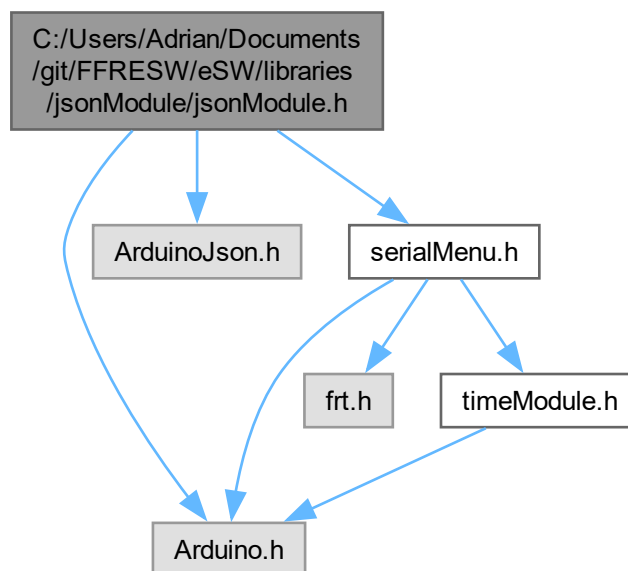 C:/Users/Adrian/Documents
/git/FFRESW/eSW/libraries
/jsonModule/jsonModule.h
ArduinoJson.h
serialMenu.h
frt.h
timeModule.h
Arduino.h